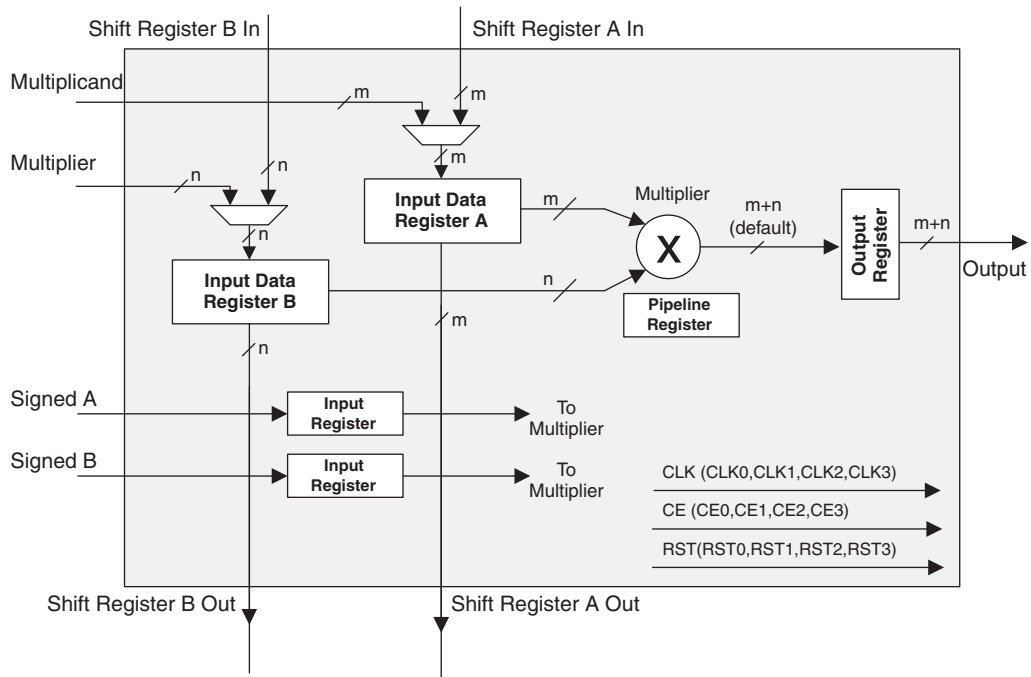 Shift Register B In
Shift Register A In
Multiplicand
m
m
Multiplier
n
n
m
Input Data
Register A
m
Multiplier
X
m+n
(default)
Output
Register
m+n
Output
n
Input Data
Register B
n
Pipeline
Register
m
n
Signed A
Input
Register
To
Multiplier
Signed B
Input
Register
To
Multiplier
CLK (CLK0,CLK1,CLK2,CLK3)
CE (CE0,CE1,CE2,CE3)
RST(RST0,RST1,RST2,RST3)
Shift Register B Out
Shift Register A Out